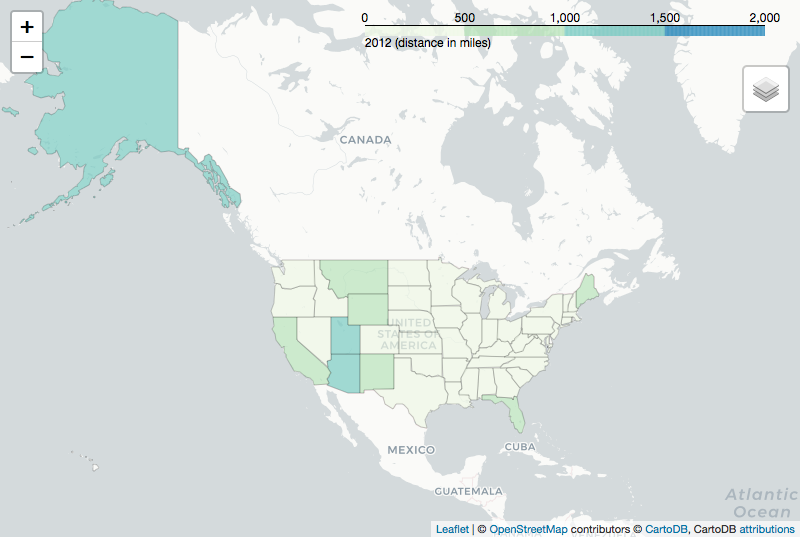 +
−
0 500 1,000 1,500 2,000
2012 (distance in miles)
CANADA
UNITED
STATES OF
AMERICA
MEXICO
CUBA
GUATEMALA
Atlantic
Ocean
Leaflet | © OpenStreetMap contributors © CartoDB, CartoDB attributions